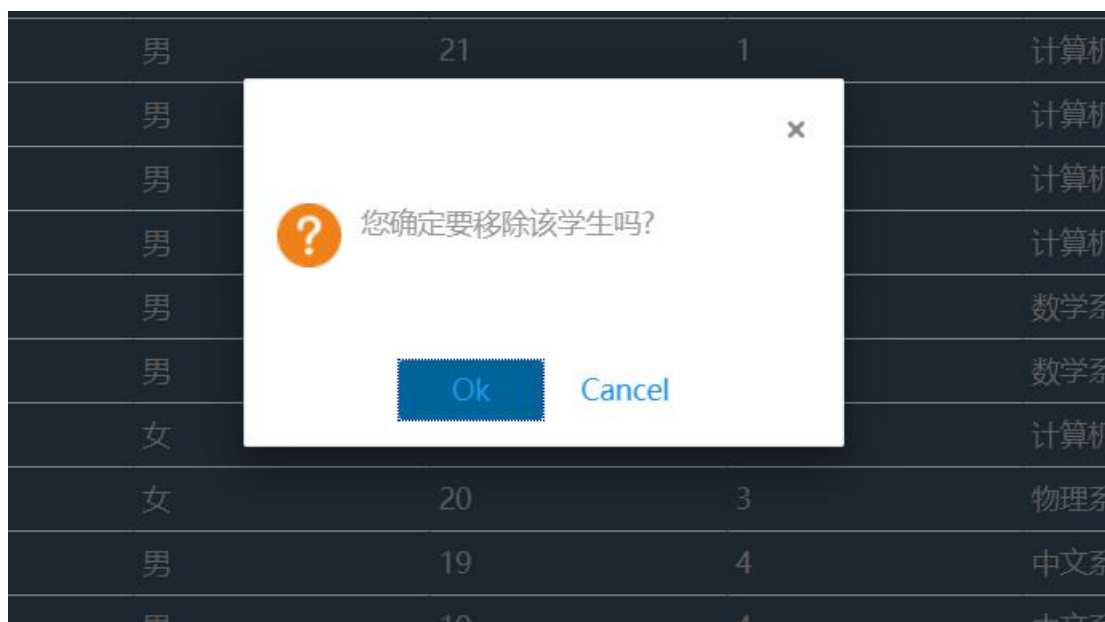 男 21 1 计算机
男 计算机
男 计算机
男 计算机
男 数学系
男 数学系
女 计算机
女 20 3 物理系
男 19 4 中文系
您确定要移除该学生吗?
Ok Cancel